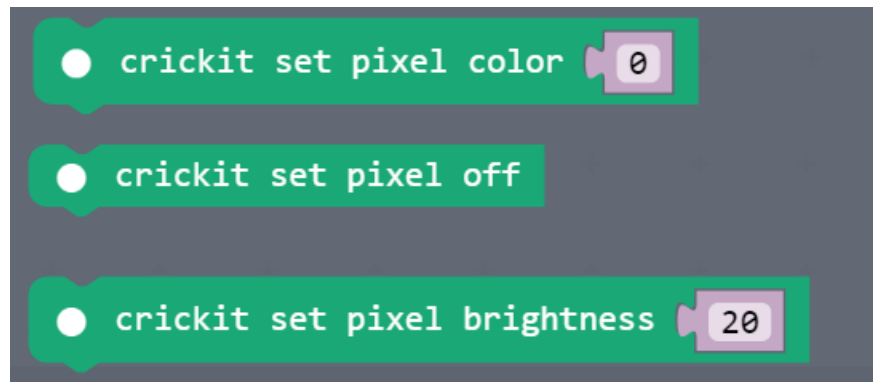 crickit set pixel color 0
crickit set pixel off
crickit set pixel brightness 20